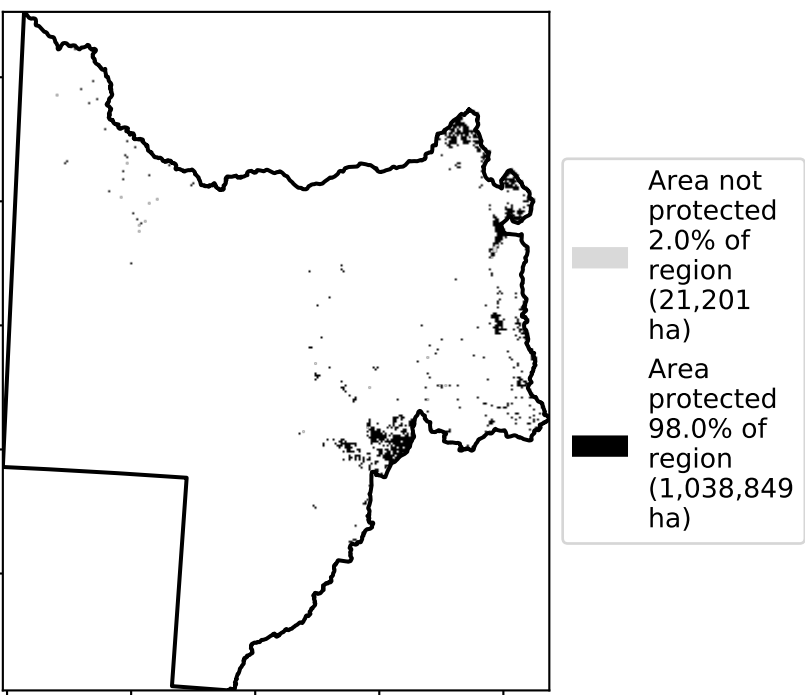 Area not
protected
2.0% of
region
(21,201
ha)
Area
protected
98.0% of
region
(1,038,849
ha)